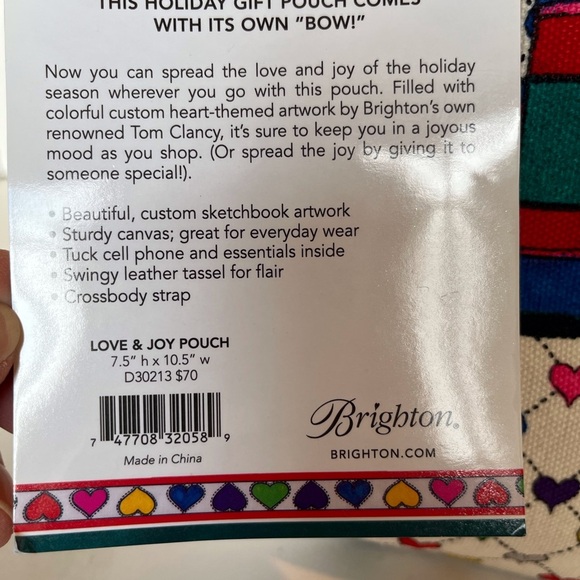 THIS HOLIDAY GIFT POUCH COMES
WITH ITS OWN “BOW!”
Now you can spread the love and joy of the holiday
season wherever you go with this pouch. Filled with
colorful custom heart-themed artwork by Brighton’s own
renowned Tom Clancy, it’s sure to keep you in a joyous
mood as you shop. (Or spread the joy by giving it to
someone special!).
• Beautiful, custom sketchbook artwork
• Sturdy canvas; great for everyday wear
• Tuck cell phone and essentials inside
• Swingy leather tassel for flair
• Crossbody strap
LOVE & JOY POUCH
7.5” h x 10.5” w
D30213 $70
7 47708 32058 9
Made in China
Brighton®
BRIGHTON.COM